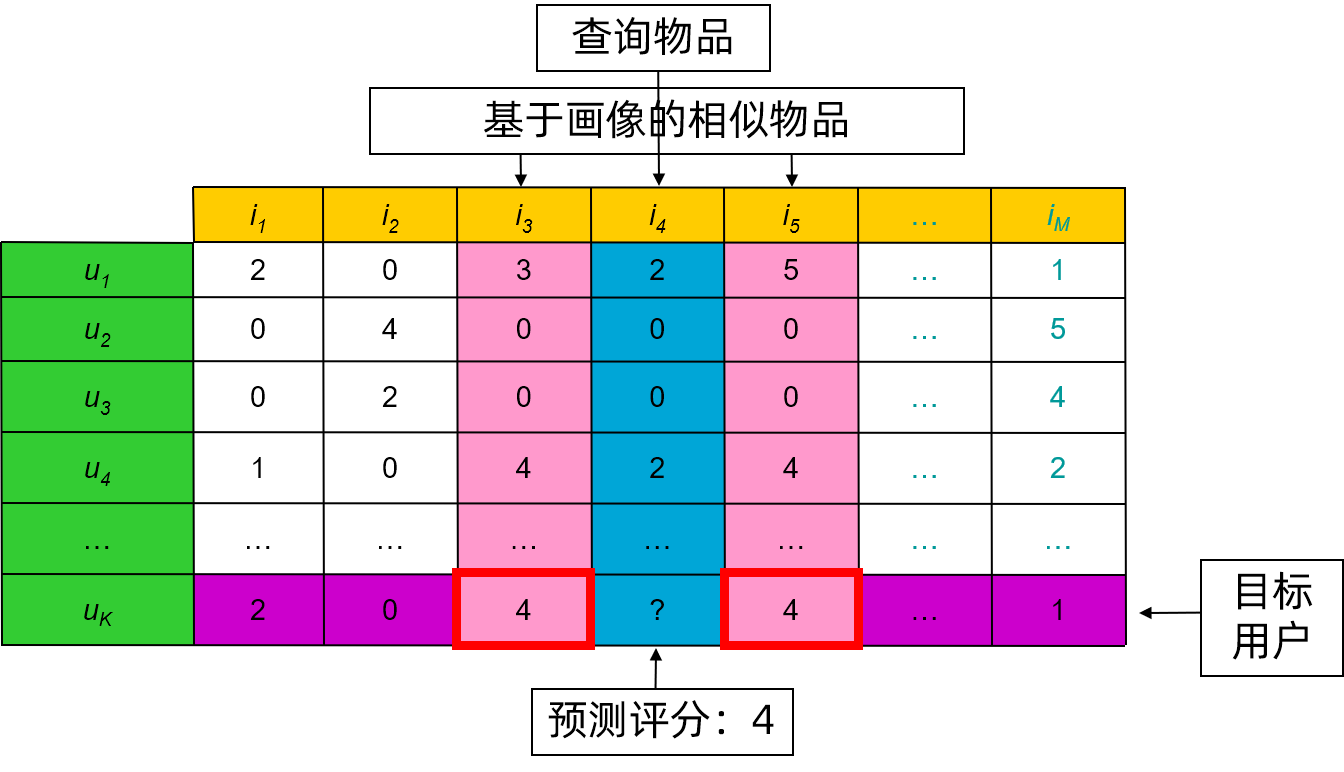 查询物品
基于画像的相似物品
i1 i2 i3 i4 i5 … iM
u1 2 0 3 2 5 … 1
u2 0 4 0 0 0 … 5
u3 0 2 0 0 0 … 4
u4 1 0 4 2 4 … 2
… … … … … … … …
uK 2 0 4 ? 4 … 1
目标
用户
预测评分：4